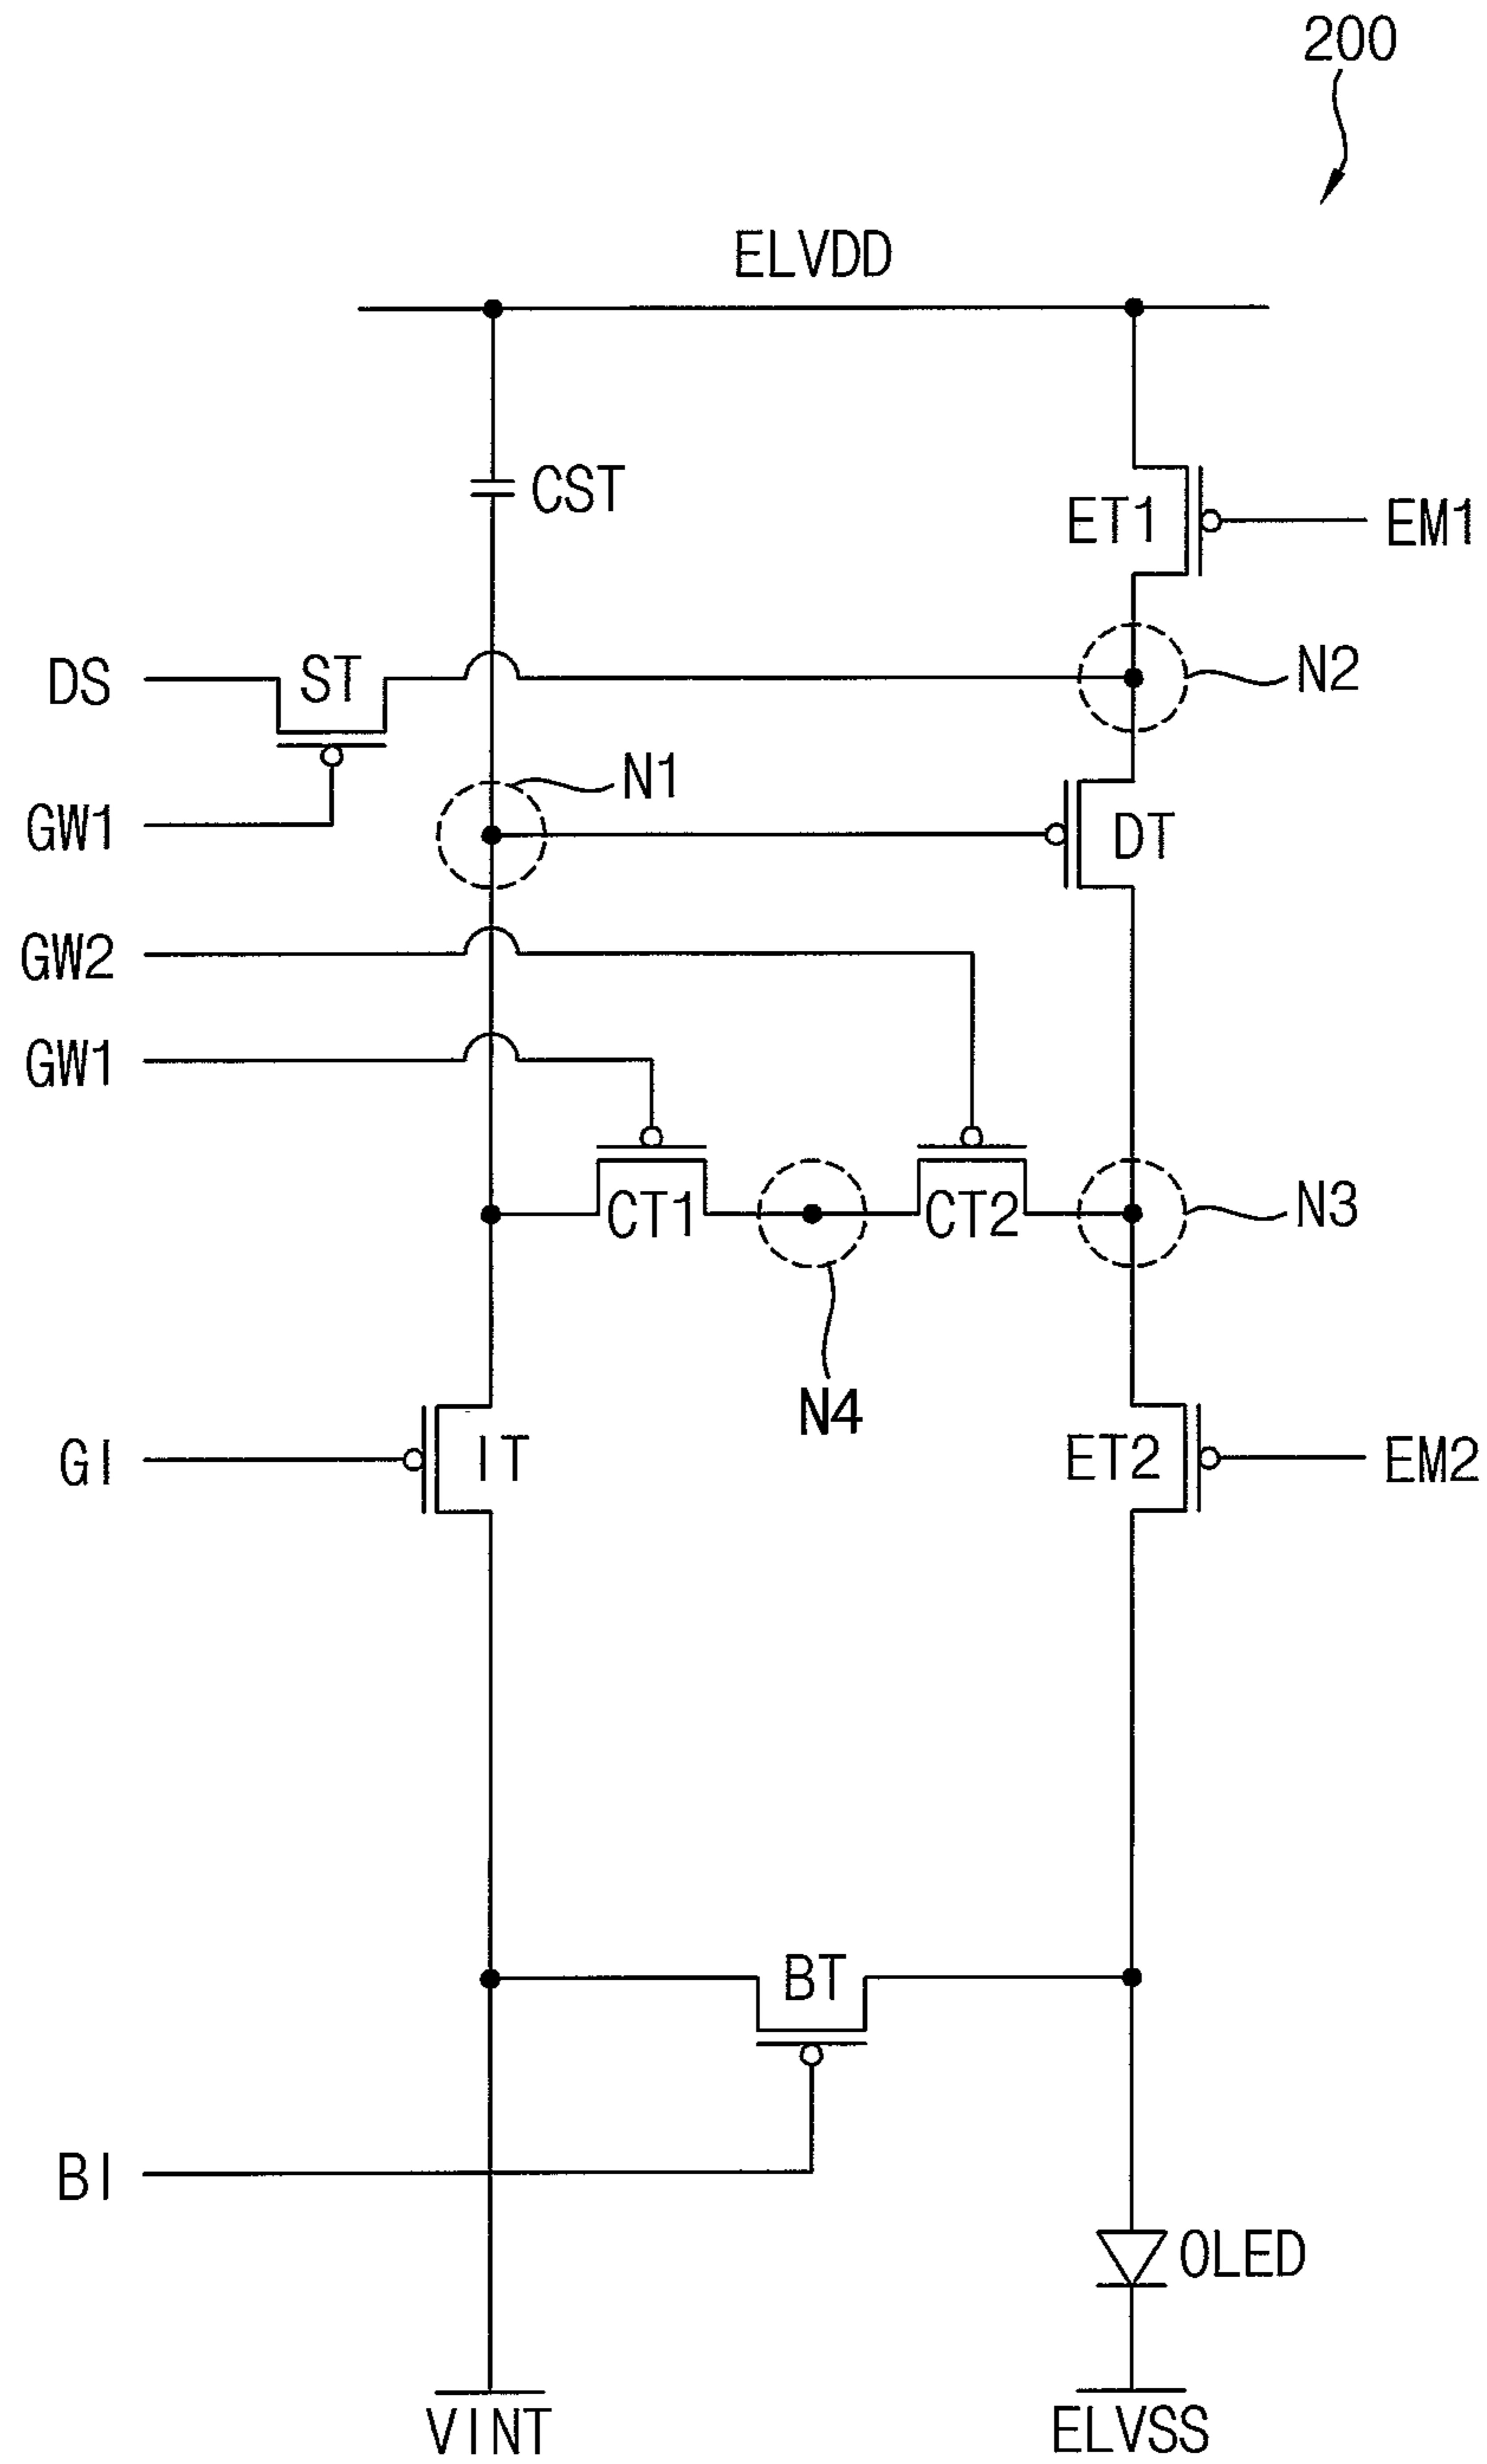 200
ELVDD
CST
ET1
EM1
DS
ST
N2
N1
GW1
DT
GW2
GW1
CT1
CT2
N3
N4
GI
IT
ET2
EM2
BT
BI
OLED
VINT
ELVSS